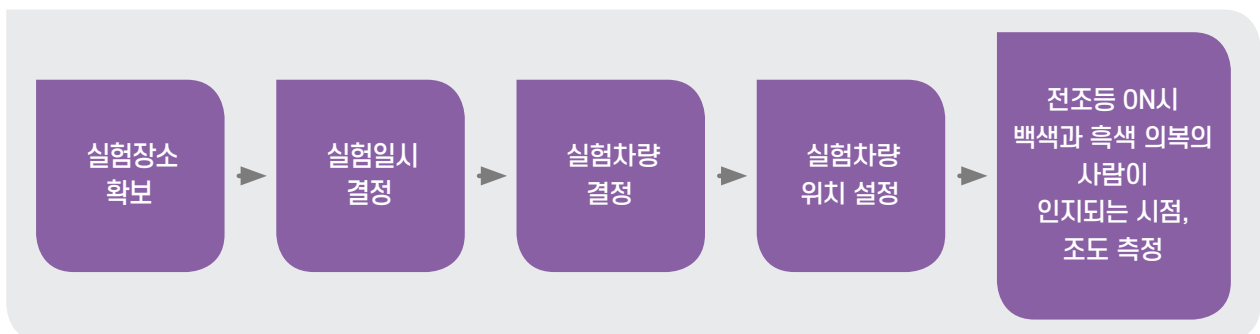 실험장소
확보
실험일시
결정
실험차량
결정
실험차량
위치 설정
전조등 ON시
백색과 흑색 의복의
사람이
인지되는 시점,
조도 측정